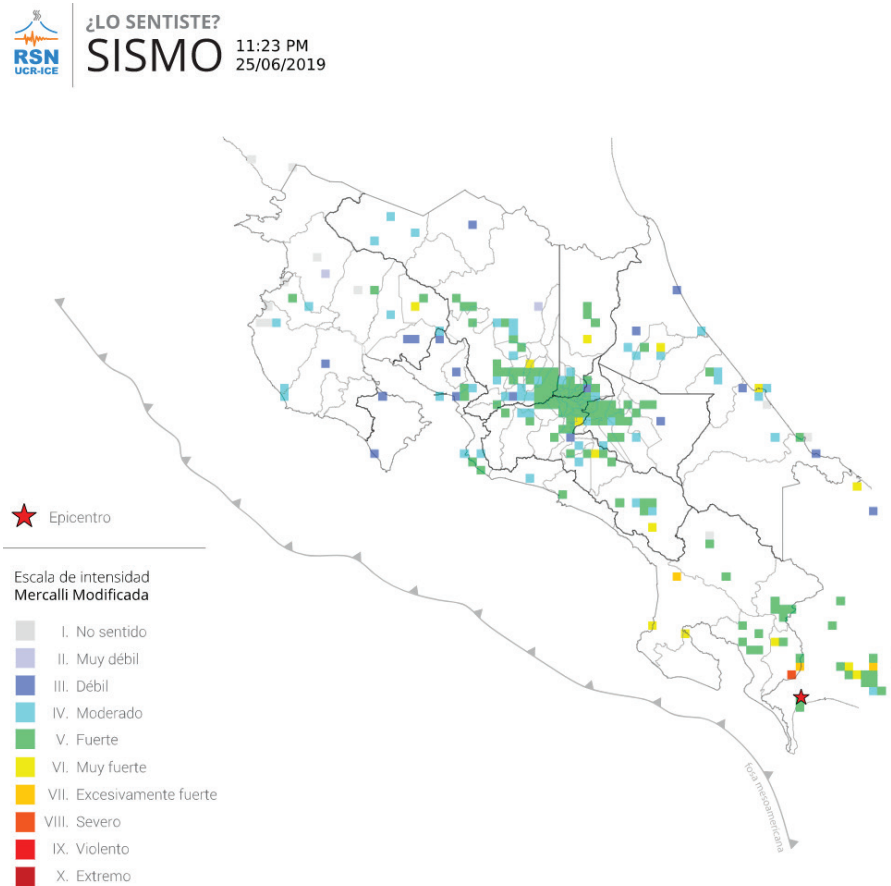 ¿LO SENTISTE?
RSN
UCR-ICE
SISMO
11:23 PM
25/06/2019
Epicentro
Escala de intensidad
Mercalli Modificada
I. No sentido
II. Muy débil
III. Débil
IV. Moderado
V. Fuerte
VI. Muy fuerte
VII. Excesivamente fuerte
VIII. Severo
IX. Violento
X. Extremo
fosa mesoamericana